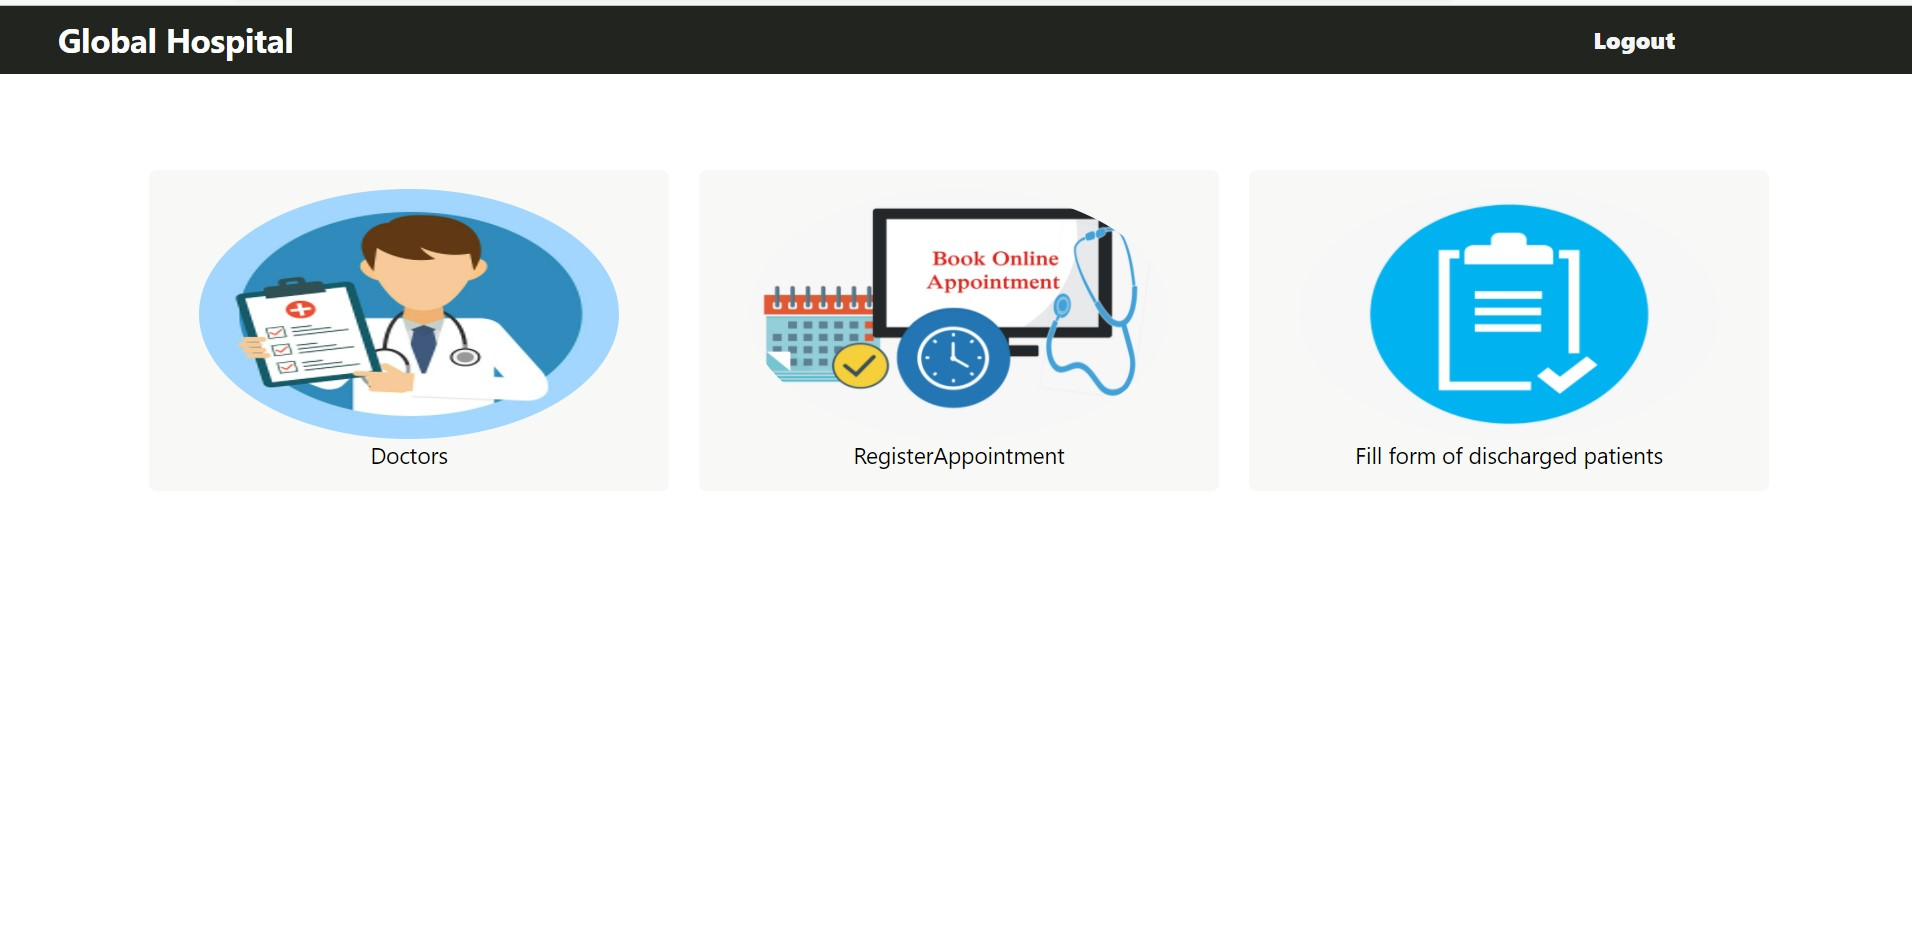 Global Hospital
Logout
Book Online
Appointment
Doctors
RegisterAppointment
Fill form of discharged patients